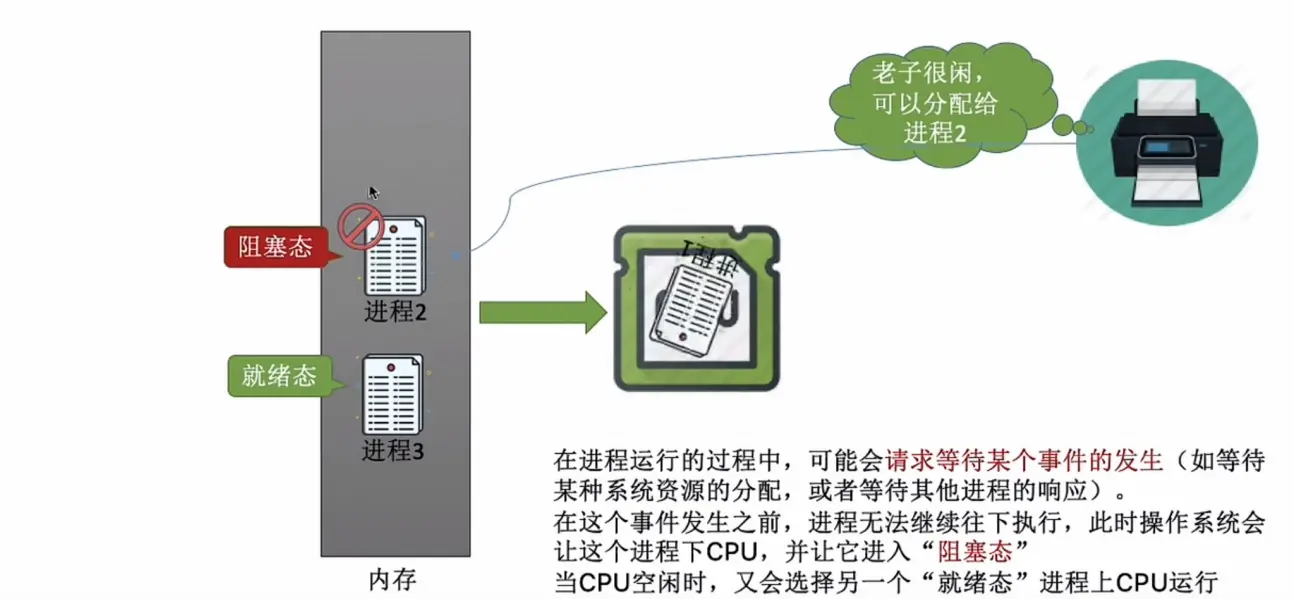 老子很闲，
可以分配给
进程2
阻塞态
进程2
进程1
就绪态
进程3
内存
在进程运行的过程中，可能会请求等待某个事件的发生（如等待
某种系统资源的分配，或者等待其他进程的响应）。
在这个事件发生之前，进程无法继续往下执行，此时操作系统会
让这个进程下CPU，并让它进入“阻塞态”
当CPU空闲时，又会选择另一个“就绪态”进程上CPU运行